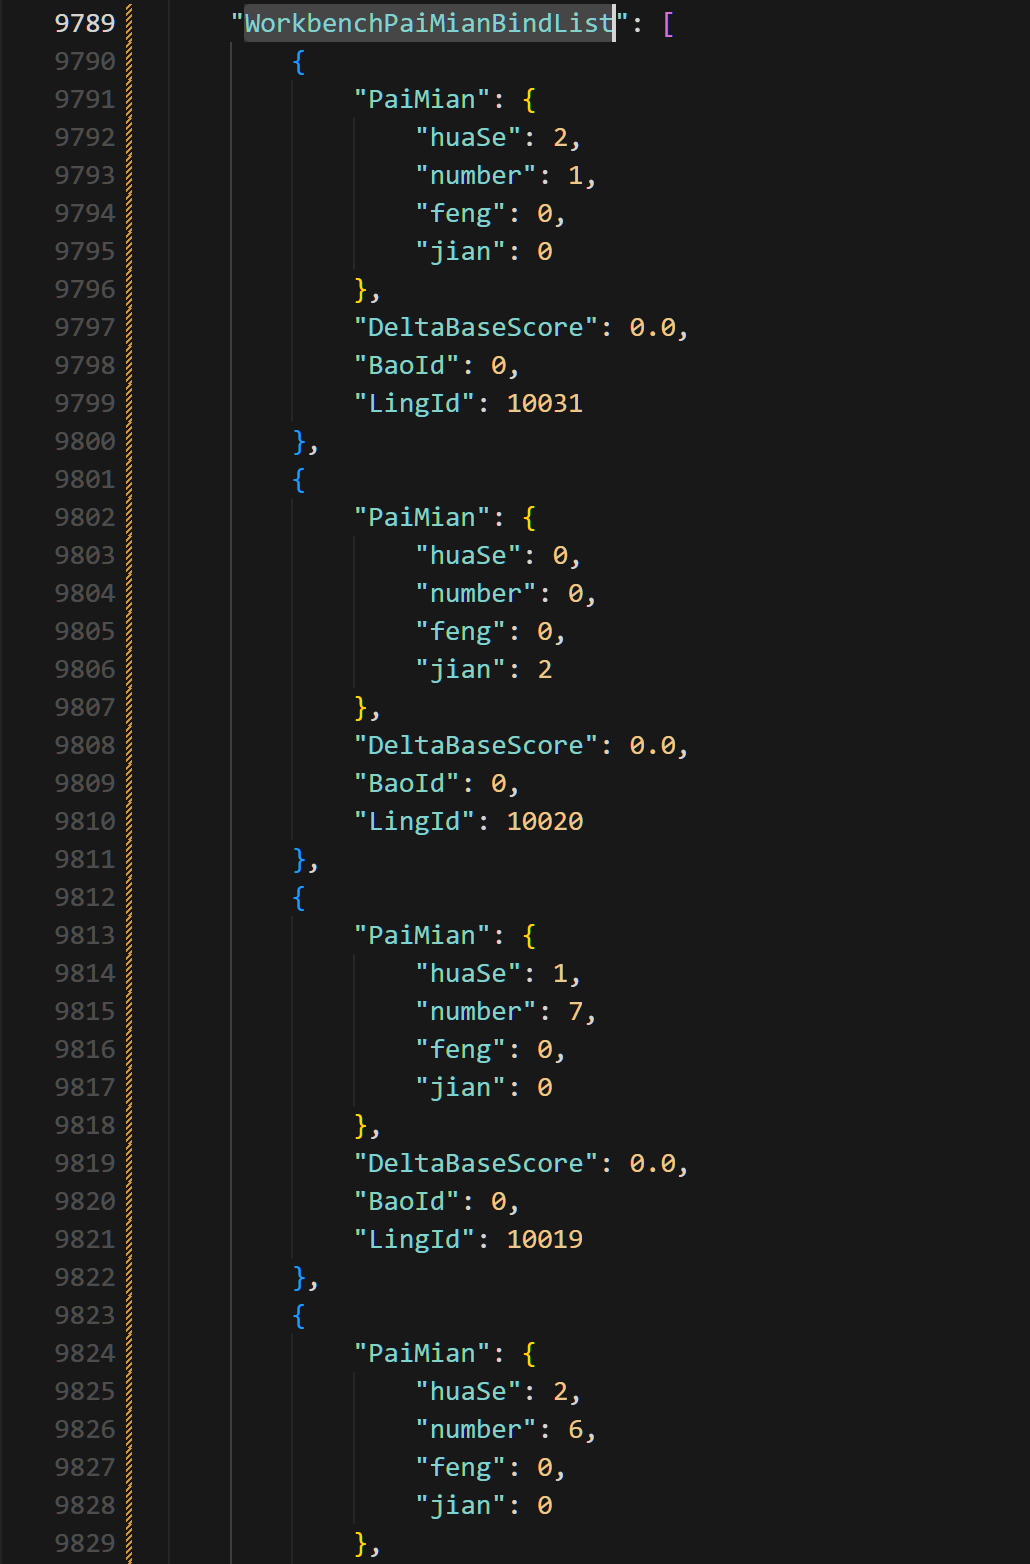 9789 "WorkbenchPaiMianBindList": [
9790 {
9791 "PaiMian": {
9792 "huaSe": 2,
9793 "number": 1,
9794 "feng": 0,
9795 "jian": 0
9796 },
9797 "DeltaBaseScore": 0.0,
9798 "BaoId": 0,
9799 "LingId": 10031
9800 },
9801 {
9802 "PaiMian": {
9803 "huaSe": 0,
9804 "number": 0,
9805 "feng": 0,
9806 "jian": 2
9807 },
9808 "DeltaBaseScore": 0.0,
9809 "BaoId": 0,
9810 "LingId": 10020
9811 },
9812 {
9813 "PaiMian": {
9814 "huaSe": 1,
9815 "number": 7,
9816 "feng": 0,
9817 "jian": 0
9818 },
9819 "DeltaBaseScore": 0.0,
9820 "BaoId": 0,
9821 "LingId": 10019
9822 },
9823 {
9824 "PaiMian": {
9825 "huaSe": 2,
9826 "number": 6,
9827 "feng": 0,
9828 "jian": 0
9829 },